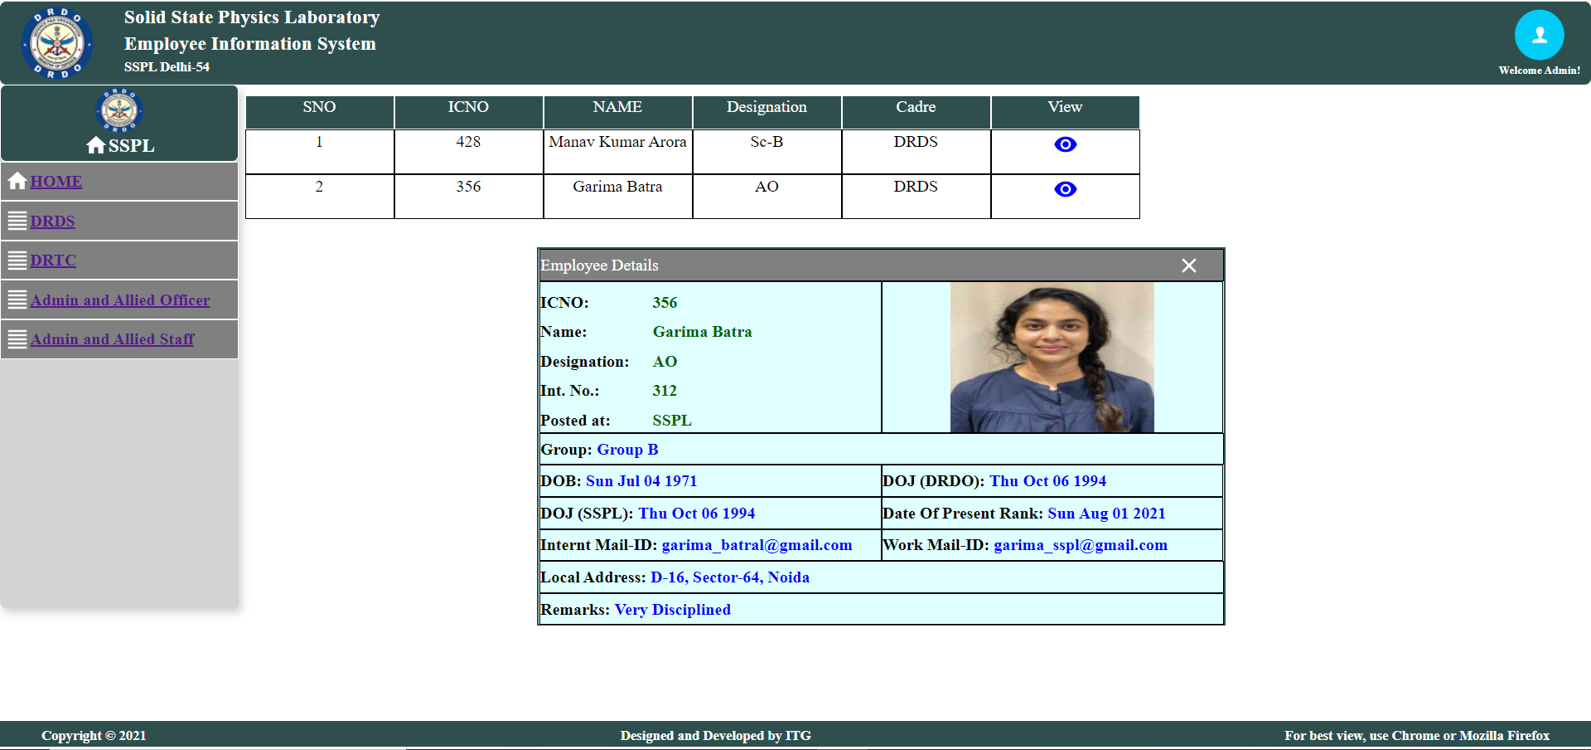 Solid State Physics Laboratory
Employee Information System
SSPL Delhi-54
DRDO
DRDO
Welcome Admin!
SSPL
HOME
DRDS
DRTC
Admin and Allied Officer
Admin and Allied Staff
SNO ICNO NAME Designation Cadre View
1 428 Manav Kumar Arora Sc-B DRDS
2 356 Garima Batra AO DRDS
Employee Details
ICNO: 356
Name: Garima Batra
Designation: AO
Int. No.: 312
Posted at: SSPL
Group: Group B
DOB: Sun Jul 04 1971 DOJ (DRDO): Thu Oct 06 1994
DOJ (SSPL): Thu Oct 06 1994 Date Of Present Rank: Sun Aug 01 2021
Internt Mail-ID: garima_batral@gmail.com Work Mail-ID: garima_sspl@gmail.com
Local Address: D-16, Sector-64, Noida
Remarks: Very Disciplined
Copyright © 2021 Designed and Developed by ITG For best view, use Chrome or Mozilla Firefox